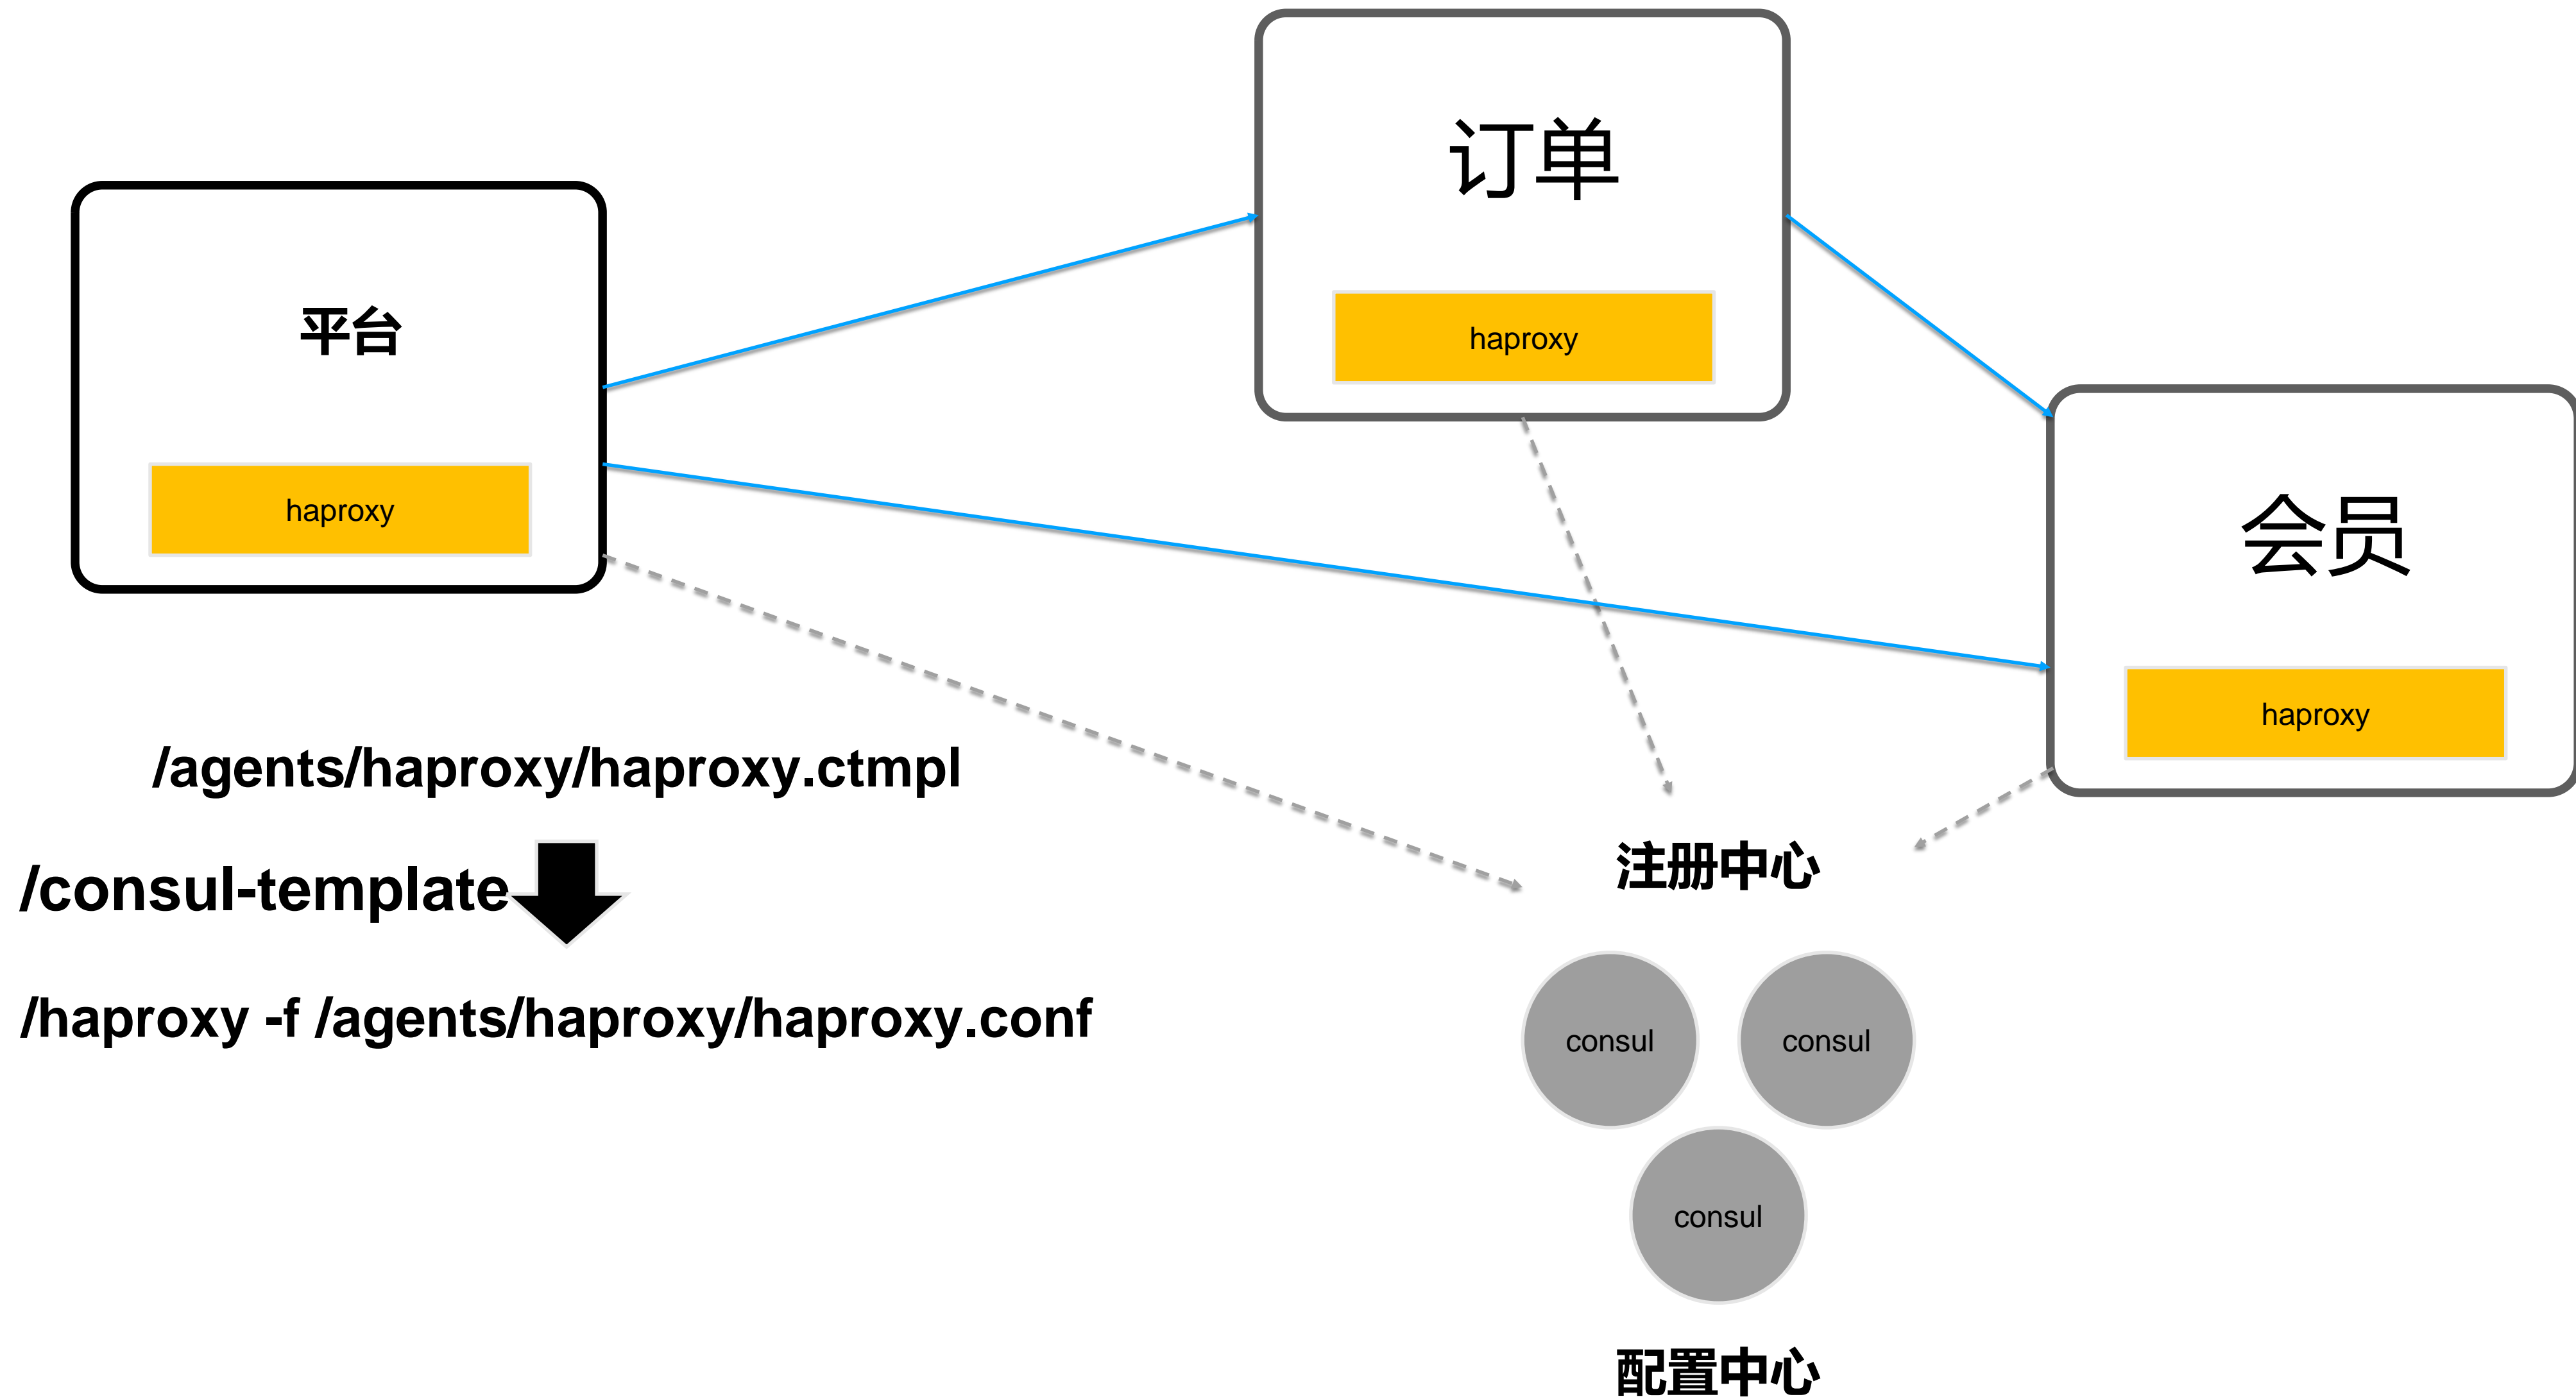 订单
haproxy
平台
haproxy
会员
haproxy
/agents/haproxy/haproxy.ctmpl
/consul-template
/haproxy -f /agents/haproxy/haproxy.conf
注册中心
consul
consul
consul
配置中心